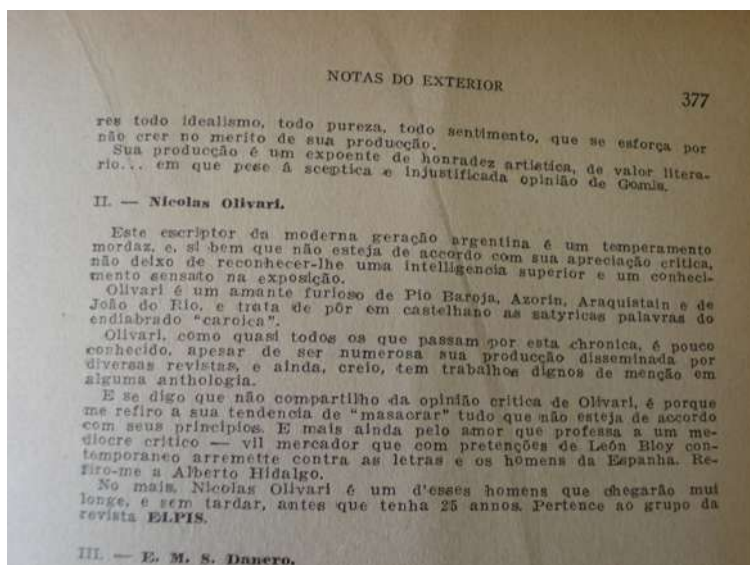 NOTAS DO EXTERIOR
377
res todo idealismo, todo pureza, todo sentimento, que se esforça por
não crer no merito de sua producção.
Sua producção é um expoente de honradez artistica, de valor litera-
rio... em que pese á sceptica e injustificada opinião de Gomis.
II. — Nicolas Olivari.
Este escriptor da moderna geração argentina é um temperamento
mordaz, e, si bem que não esteja de accordo com sua apreciação critica,
não deixo de reconhecer-lhe uma intelligencia superior e um conheci-
mento sensato na exposição.
Olivari é um amante furioso de Pio Baroja, Azorin, Araquistain e de
João do Rio, e trata de pôr em castelhano as satyricas palavras do
endiabrado "caroica".
Olivari, como quasi todos os que passam por esta chronica, é pouco
conhecido, apesar de ser numerosa sua producção disseminada por
diversas revistas, e ainda, creio, tem trabalhos dignos de menção em
alguma anthologia.
E se digo que não compartilho da opinião critica de Olivari, é porque
me refiro a sua tendencia de "masacrar" tudo que não esteja de accordo
com seus principios. E mais ainda pelo amor que professa a um me-
diocre critico — vil mercador que com pretenções de León Bloy con-
temporaneo arremette contra as letras e os homens da Espanha. Re-
firo-me a Alberto Hidalgo.
No mais, Nicolas Olivari é um d'esses homens que chegarão mui
longe, e sem tardar, antes que tenha 25 annos. Pertence ao grupo da
revista ELPIS.
III. — E. M. S. Danero.